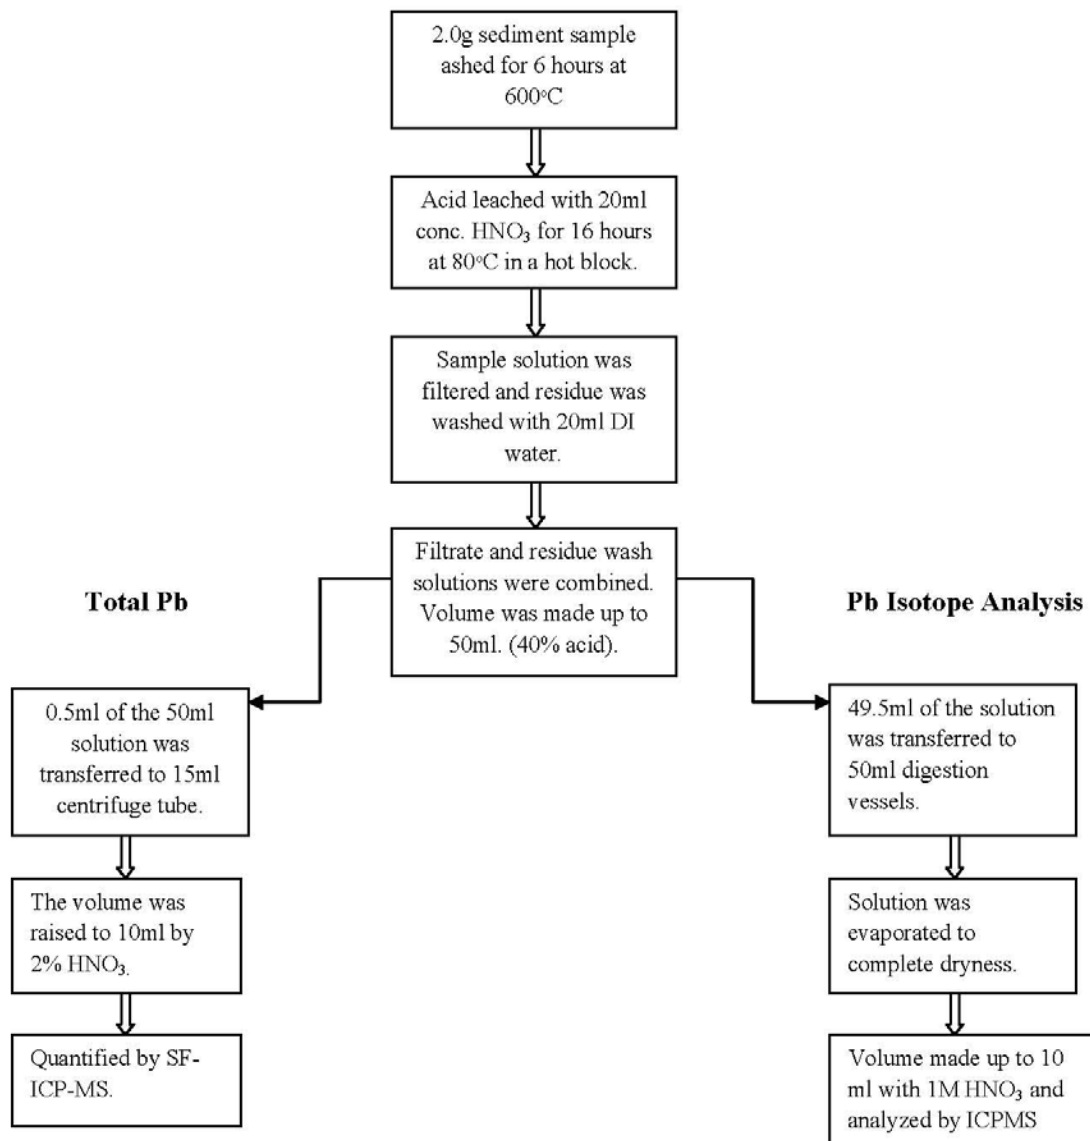 2.0g sediment sample
ashed for 6 hours at
600°C
Acid leached with 20ml
conc. HNO₃ for 16 hours
at 80°C in a hot block.
Sample solution was
filtered and residue was
washed with 20ml DI
water.
Filtrate and residue wash
solutions were combined.
Volume was made up to
50ml. (40% acid).
Total Pb
0.5ml of the 50ml
solution was
transferred to 15ml
centrifuge tube.
The volume was
raised to 10ml by
2% HNO₃.
Quantified by SF-
ICP-MS.
Pb Isotope Analysis
49.5ml of the solution
was transferred to
50ml digestion
vessels.
Solution was
evaporated to
complete dryness.
Volume made up to 10
ml with 1M HNO₃ and
analyzed by ICPMS